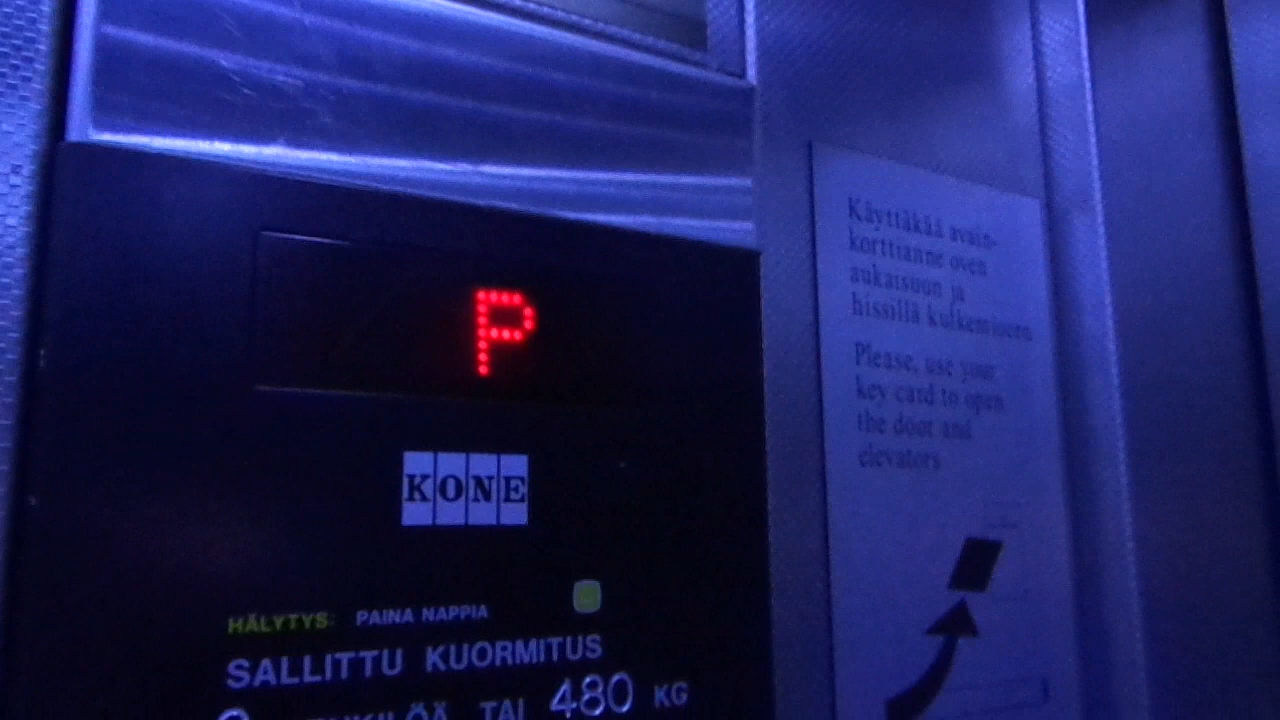 P
KONE
HÄLYTYS: PAINA NAPPIA
SALLITTU KUORMITUS
TAI 480 KG
Käyttäkää avain-
korttianne oven
aukaisuun ja
hissillä kulkemiseen
Please, use your
key card to open
the door and
elevators